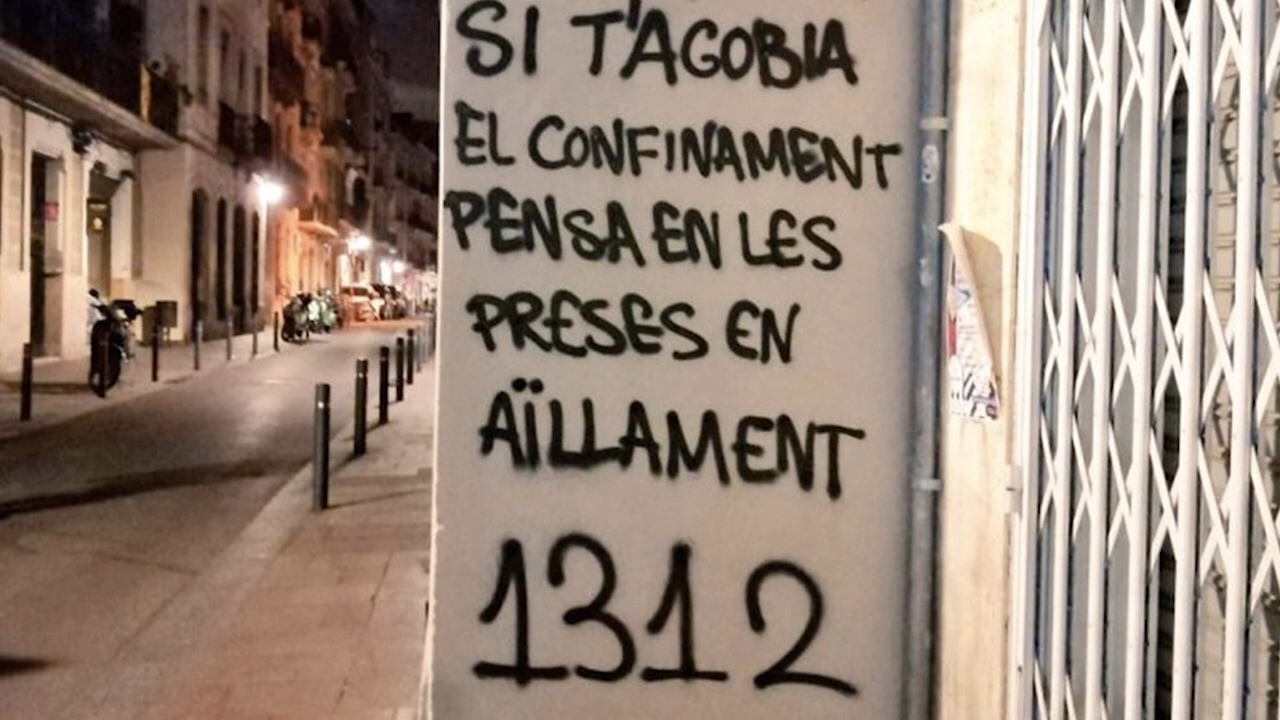 SI T'AGOBIA
EL CONFINAMENT
PENSA EN LES
PRESES EN
AÏLLAMENT
1312